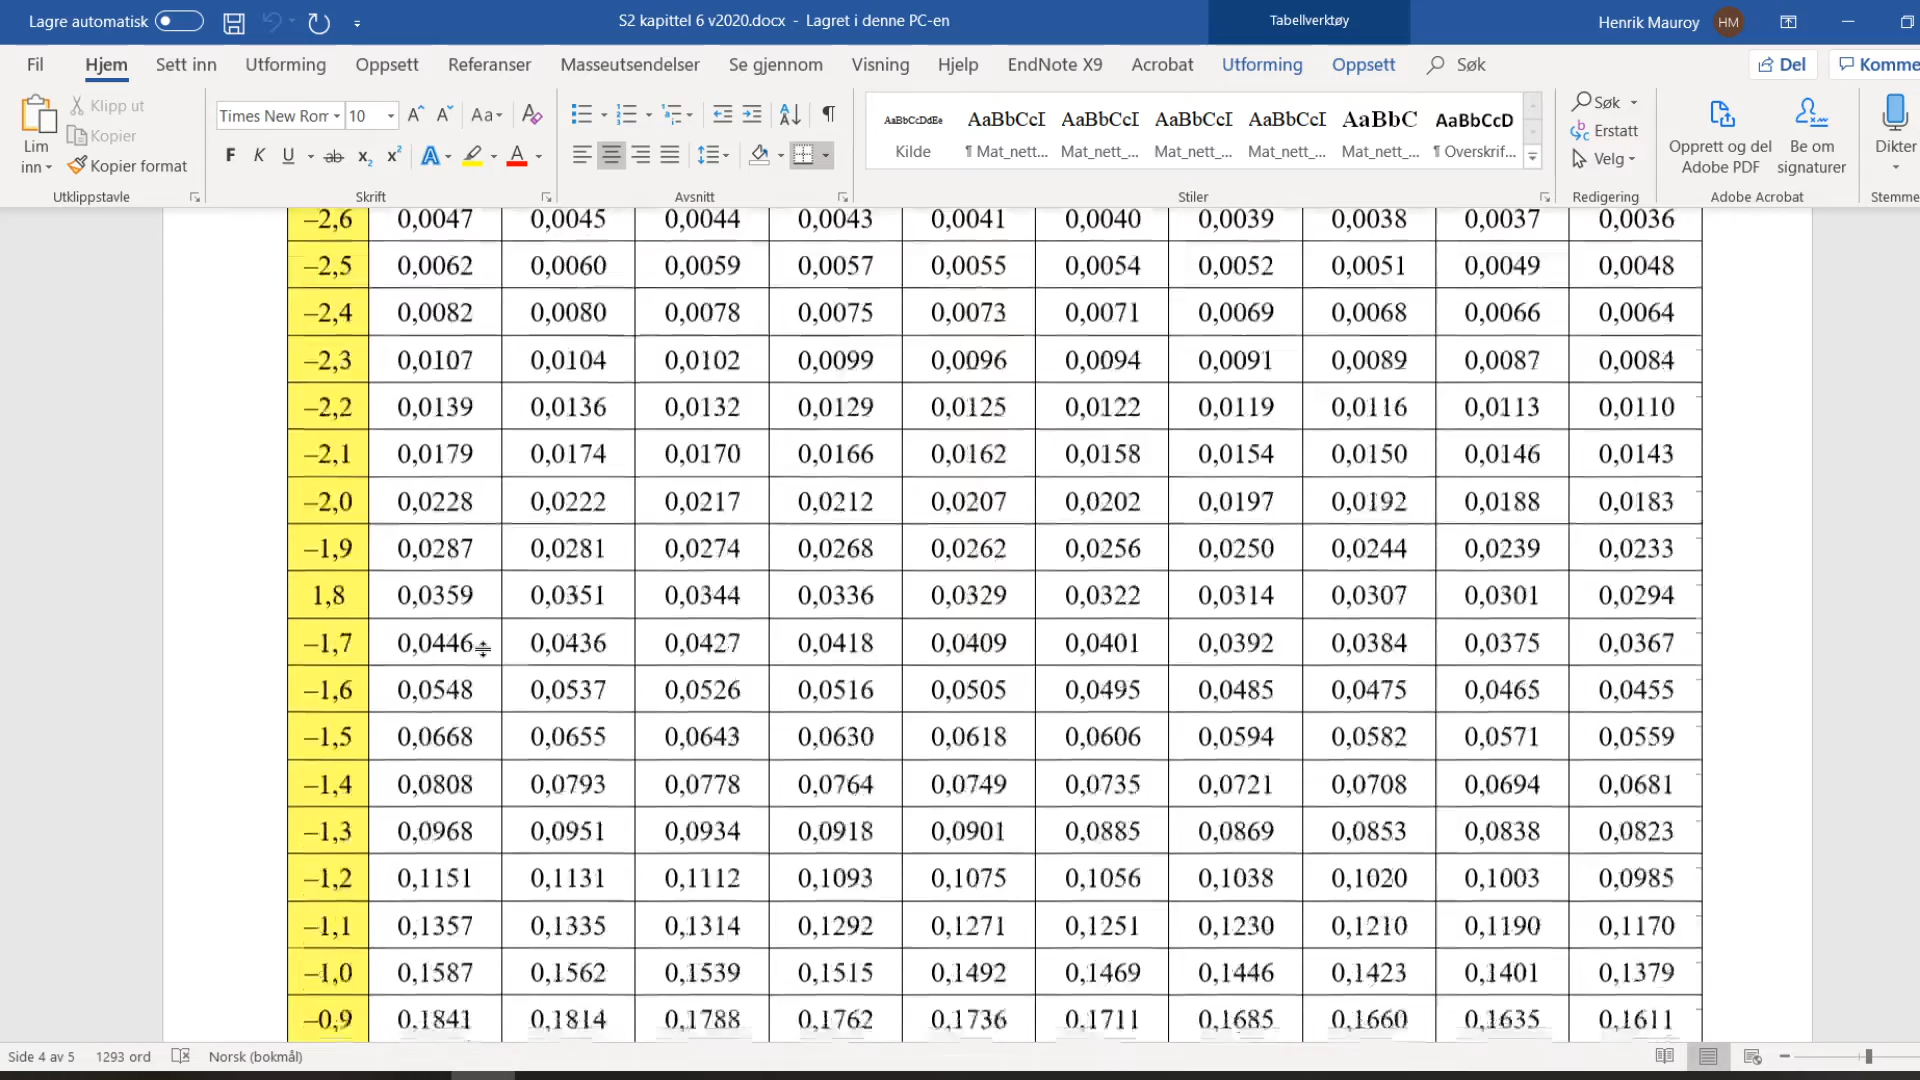 Lagre automatisk
S2 kapittel 6 v2020.docx - Lagret i denne PC-en
Tabellverktøy
Henrik Mauroy HM
Fil Hjem Sett inn Utforming Oppsett Referanser Masseutsendelser Se gjennom Visning Hjelp EndNote X9 Acrobat Utforming Oppsett Søk Del Komme
Lim inn
Klipp ut
Kopier
Kopier format
Utklippstavle
Times New Ron 10
Skrift
Avsnitt
AaBbCcDdEe AaBbCcI AaBbCcI AaBbCcI AaBbCcI AaBbC AaBbCcD
Kilde ¶ Mat_nett... Mat_nett_... Mat_nett_... Mat_nett_... Mat_nett_... ¶ Overskrif...
Stiler
Søk
Erstatt
Velg
Redigering
Opprett og del Adobe PDF
Be om signaturer
Adobe Acrobat
Dikter
Stemme
–2,6 0,0047 0,0045 0,0044 0,0043 0,0041 0,0040 0,0039 0,0038 0,0037 0,0036
–2,5 0,0062 0,0060 0,0059 0,0057 0,0055 0,0054 0,0052 0,0051 0,0049 0,0048
–2,4 0,0082 0,0080 0,0078 0,0075 0,0073 0,0071 0,0069 0,0068 0,0066 0,0064
–2,3 0,0107 0,0104 0,0102 0,0099 0,0096 0,0094 0,0091 0,0089 0,0087 0,0084
–2,2 0,0139 0,0136 0,0132 0,0129 0,0125 0,0122 0,0119 0,0116 0,0113 0,0110
–2,1 0,0179 0,0174 0,0170 0,0166 0,0162 0,0158 0,0154 0,0150 0,0146 0,0143
–2,0 0,0228 0,0222 0,0217 0,0212 0,0207 0,0202 0,0197 0,0192 0,0188 0,0183
–1,9 0,0287 0,0281 0,0274 0,0268 0,0262 0,0256 0,0250 0,0244 0,0239 0,0233
1,8 0,0359 0,0351 0,0344 0,0336 0,0329 0,0322 0,0314 0,0307 0,0301 0,0294
–1,7 0,0446 0,0436 0,0427 0,0418 0,0409 0,0401 0,0392 0,0384 0,0375 0,0367
–1,6 0,0548 0,0537 0,0526 0,0516 0,0505 0,0495 0,0485 0,0475 0,0465 0,0455
–1,5 0,0668 0,0655 0,0643 0,0630 0,0618 0,0606 0,0594 0,0582 0,0571 0,0559
–1,4 0,0808 0,0793 0,0778 0,0764 0,0749 0,0735 0,0721 0,0708 0,0694 0,0681
–1,3 0,0968 0,0951 0,0934 0,0918 0,0901 0,0885 0,0869 0,0853 0,0838 0,0823
–1,2 0,1151 0,1131 0,1112 0,1093 0,1075 0,1056 0,1038 0,1020 0,1003 0,0985
–1,1 0,1357 0,1335 0,1314 0,1292 0,1271 0,1251 0,1230 0,1210 0,1190 0,1170
–1,0 0,1587 0,1562 0,1539 0,1515 0,1492 0,1469 0,1446 0,1423 0,1401 0,1379
–0,9 0,1841 0,1814 0,1788 0,1762 0,1736 0,1711 0,1685 0,1660 0,1635 0,1611
Side 4 av 5 1293 ord Norsk (bokmål)